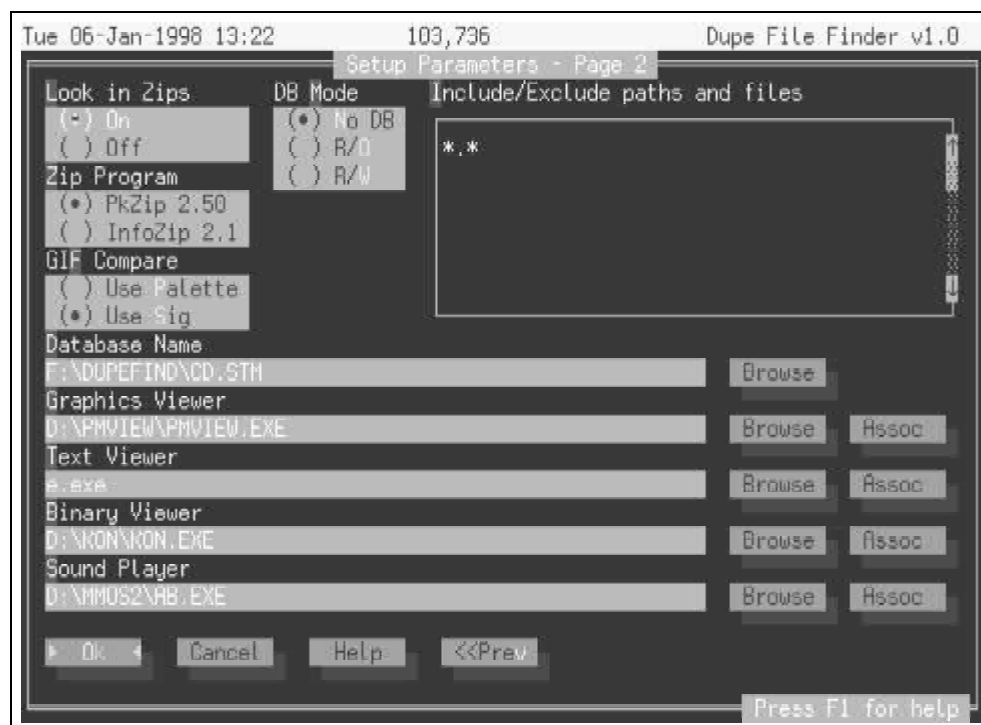 Tue 06-Jan-1998 13:22 103,736 Dupe File Finder v1.0
Setup Parameters - Page 2
Look in Zips
(•) On
( ) Off
Zip Program
(•) PkZip 2.50
( ) InfoZip 2.1
GIF Compare
( ) Use Palette
(•) Use Sig
DB Mode
(•) No DB
( ) R/O
( ) R/W
Include/Exclude paths and files
*.*
Database Name
F:\DUPEFIND\CD.STM Browse
Graphics Viewer
D:\PMVIEW\PMVIEW.EXE Browse Assoc
Text Viewer
e.exe Browse Assoc
Binary Viewer
D:\KON\KON.EXE Browse Assoc
Sound Player
D:\MMOS2\AB.EXE Browse Assoc
Ok Cancel Help <<Prev
Press F1 for help